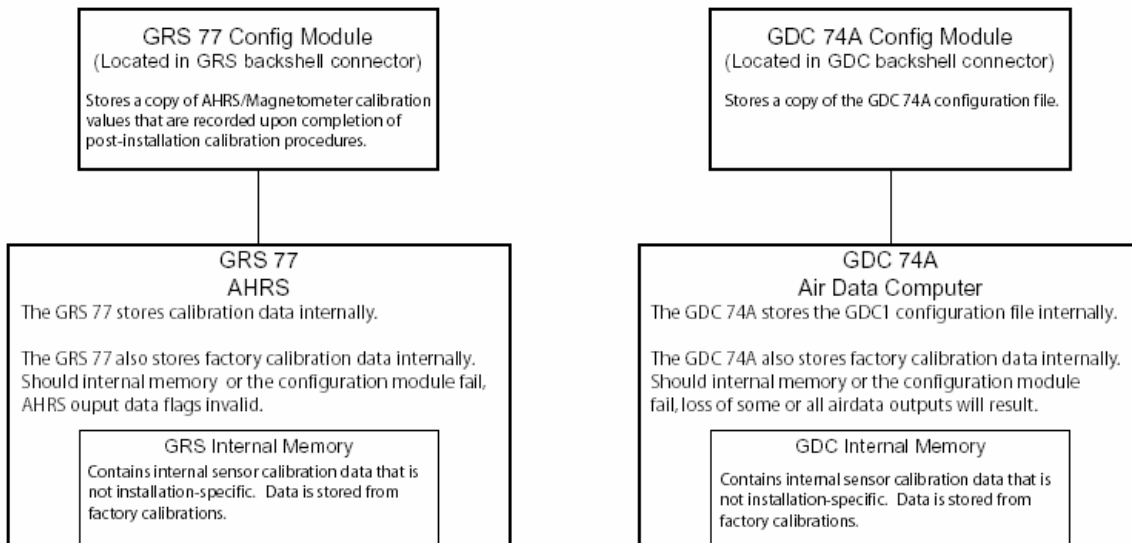 GRS 77 Config Module
(Located in GRS backshell connector)
Stores a copy of AHRS/Magnetometer calibration
values that are recorded upon completion of
post-installation calibration procedures.
GDC 74A Config Module
(Located in GDC backshell connector)
Stores a copy of the GDC 74A configuration file.
GRS 77
AHRS
The GRS 77 stores calibration data internally.
The GRS 77 also stores factory calibration data internally.
Should internal memory or the configuration module fail,
AHRS ouput data flags invalid.
GRS Internal Memory
Contains internal sensor calibration data that is
not installation-specific. Data is stored from
factory calibrations.
GDC 74A
Air Data Computer
The GDC 74A stores the GDC1 configuration file internally.
The GDC 74A also stores factory calibration data internally.
Should internal memory or the configuration module
fail, loss of some or all airdata outputs will result.
GDC Internal Memory
Contains internal sensor calibration data that is
not installation-specific. Data is stored from
factory calibrations.